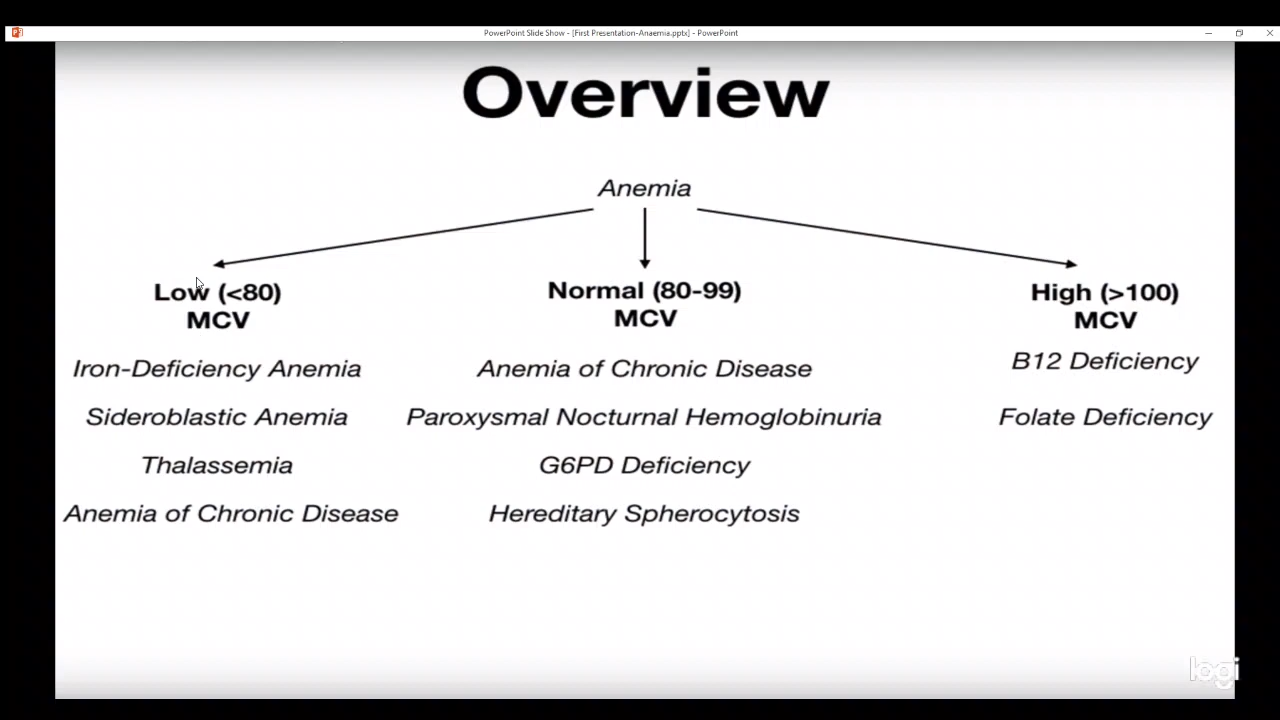 PowerPoint Slide Show - [First Presentation-Anaemia.pptx] - PowerPoint
Overview
Anemia
Low (<80)
MCV
Iron-Deficiency Anemia
Sideroblastic Anemia
Thalassemia
Anemia of Chronic Disease
Normal (80-99)
MCV
Anemia of Chronic Disease
Paroxysmal Nocturnal Hemoglobinuria
G6PD Deficiency
Hereditary Spherocytosis
High (>100)
MCV
B12 Deficiency
Folate Deficiency
logi